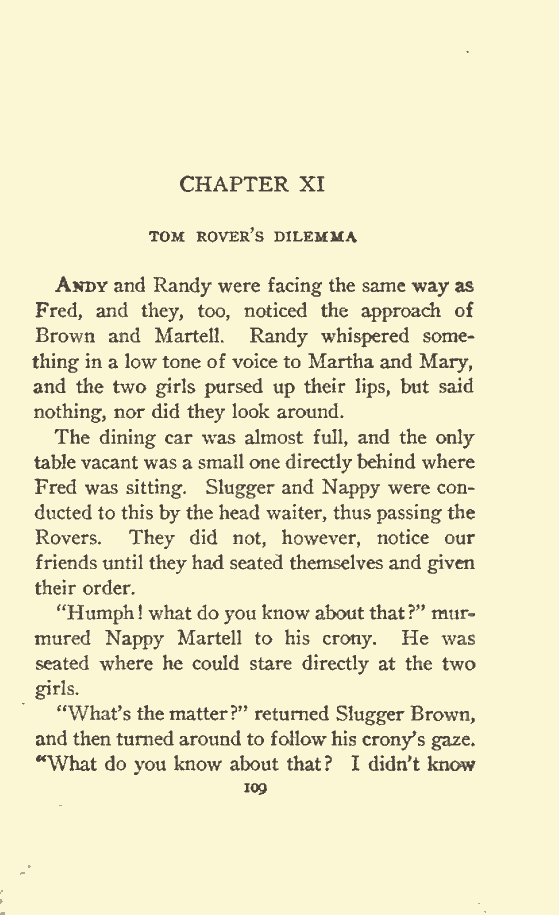 CHAPTER XI
TOM ROVER'S DILEMMA
ANDY and Randy were facing the same way as
Fred, and they, too, noticed the approach of
Brown and Martell. Randy whispered some-
thing in a low tone of voice to Martha and Mary,
and the two girls pursed up their lips, but said
nothing, nor did they look around.
The dining car was almost full, and the only
table vacant was a small one directly behind where
Fred was sitting. Slugger and Nappy were con-
ducted to this by the head waiter, thus passing the
Rovers. They did not, however, notice our
friends until they had seated themselves and given
their order.
"Humph! what do you know about that?" mur-
mured Nappy Martell to his crony. He was
seated where he could stare directly at the two
girls.
"What's the matter?" returned Slugger Brown,
and then turned around to follow his crony's gaze.
"What do you know about that? I didn't know
109